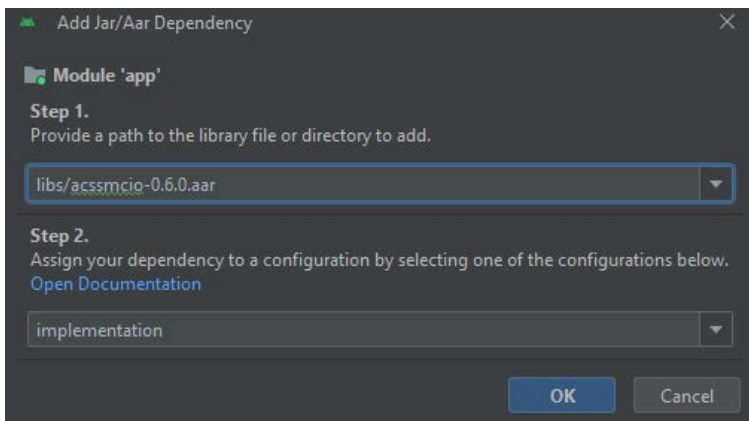 Add Jar/Aar Dependency
Module 'app'
Step 1.
Provide a path to the library file or directory to add.
libs/acssmcio-0.6.0.aar
Step 2.
Assign your dependency to a configuration by selecting one of the configurations below.
Open Documentation
implementation
OK Cancel